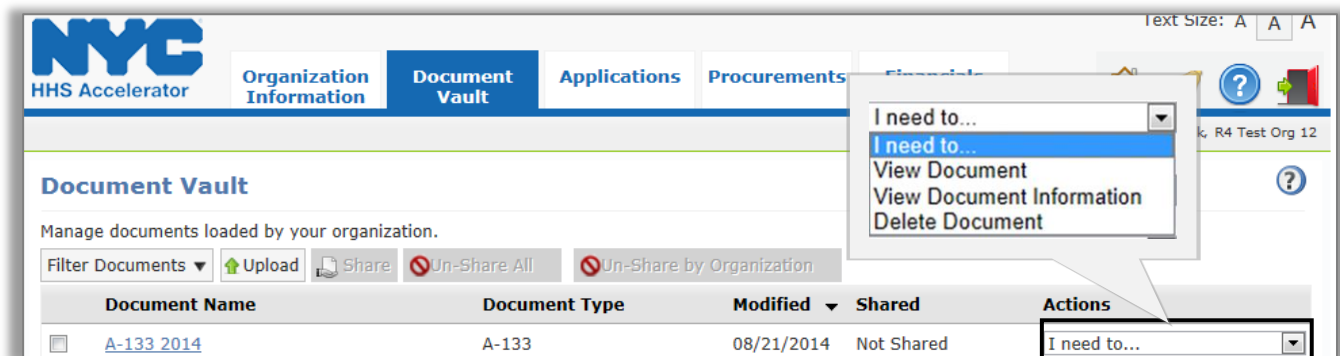 Text Size: A A A
NYC
HHS Accelerator
Organization Information
Document Vault
Applications
Procurements
Financials
R4 Test Org 12
I need to...
I need to...
View Document
View Document Information
Delete Document
Document Vault
Manage documents loaded by your organization.
Filter Documents Upload Share Un-Share All Un-Share by Organization
Document Name Document Type Modified Shared Actions
A-133 2014 A-133 08/21/2014 Not Shared I need to...